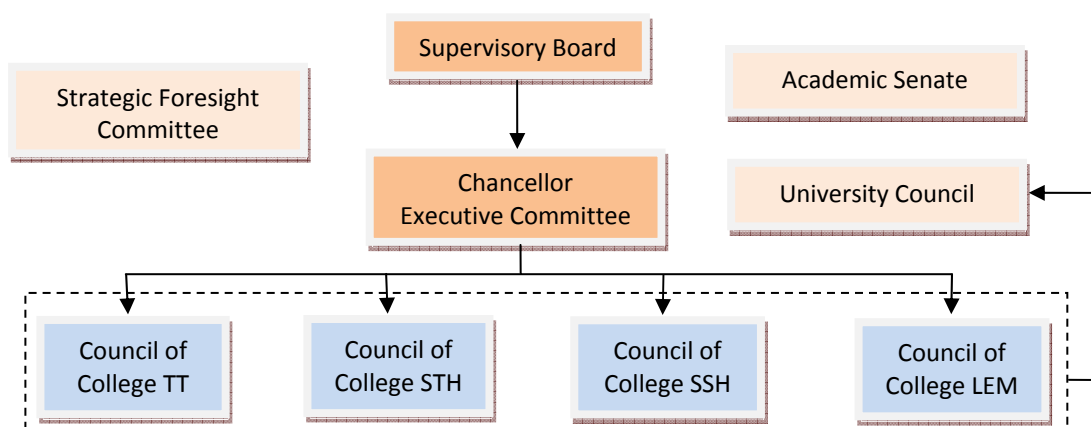 Supervisory Board
Strategic Foresight
Committee
Academic Senate
Chancellor
Executive Committee
University Council
Council of
College TT
Council of
College STH
Council of
College SSH
Council of
College LEM